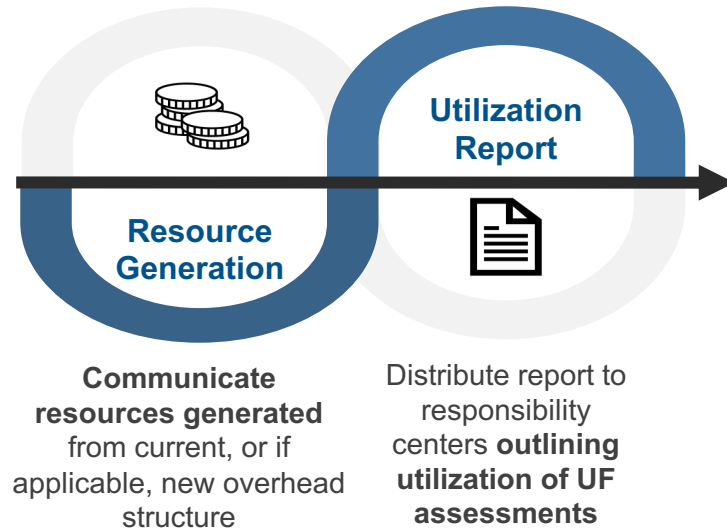 Utilization
Report
Resource
Generation
Communicate
resources generated
from current, or if
applicable, new overhead
structure
Distribute report to
responsibility
centers outlining
utilization of UF
assessments